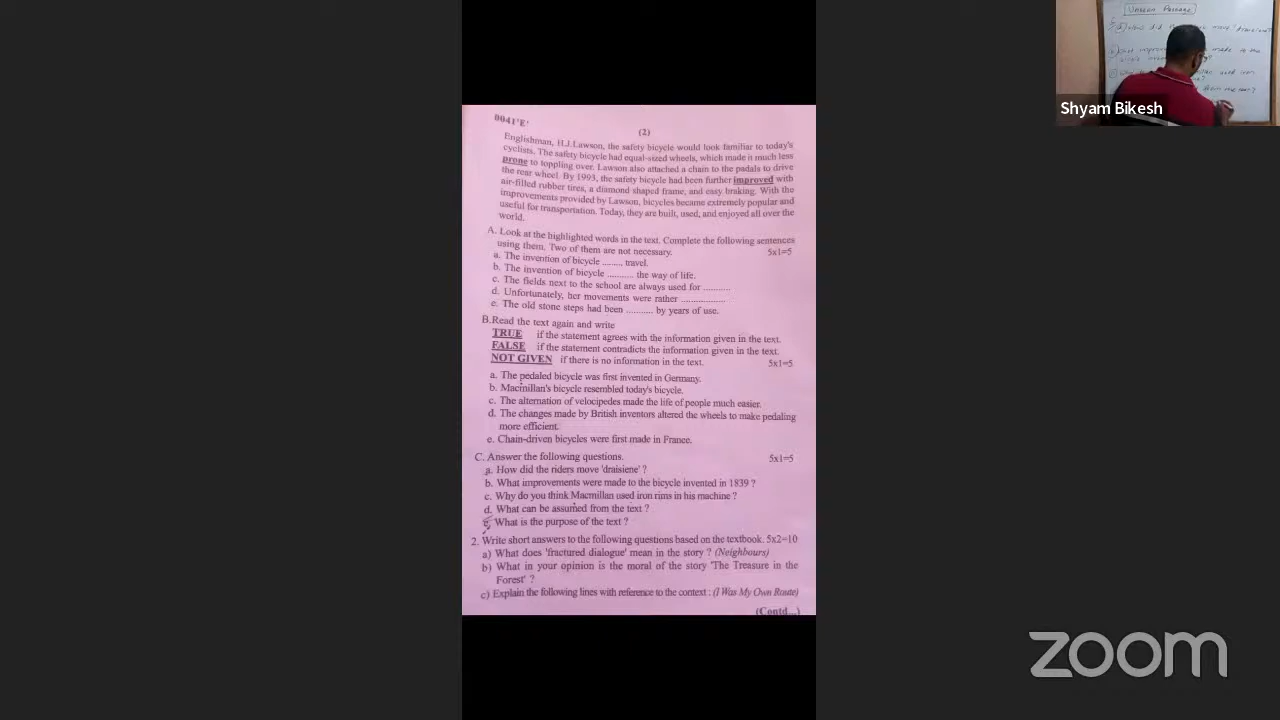 0041'E'
(2)
Englishman, H.J.Lawson, the safety bicycle would look familiar to today's
cyclists. The safety bicycle had equal-sized wheels, which made it much less
prone to toppling over. Lawson also attached a chain to the padals to drive
the rear wheel. By 1993, the safety bicycle had been further improved with
air-filled rubber tires, a diamond shaped frame, and easy braking. With the
improvements provided by Lawson, bicycles became extremely popular and
useful for transportation. Today, they are built, used, and enjoyed all over the
world.
A. Look at the highlighted words in the text. Complete the following sentences
using them. Two of them are not necessary. 5x1=5
a. The invention of bicycle ........ travel.
b. The invention of bicycle .......... the way of life.
c. The fields next to the school are always used for ..........
d. Unfortunately, her movements were rather ................
e. The old stone steps had been .......... by years of use.
B.Read the text again and write
TRUE if the statement agrees with the information given in the text.
FALSE if the statement contradicts the information given in the text.
NOT GIVEN if there is no information in the text. 5x1=5
a. The pedaled bicycle was first invented in Germany.
b. Macmillan's bicycle resembled today's bicycle.
c. The alternation of velocipedes made the life of people much easier.
d. The changes made by British inventors altered the wheels to make pedaling
more efficient.
e. Chain-driven bicycles were first made in France.
C. Answer the following questions. 5x1=5
a. How did the riders move 'draisiene' ?
b. What improvements were made to the bicycle invented in 1839 ?
c. Why do you think Macmillan used iron rims in his machine ?
d. What can be assumed from the text ?
e. What is the purpose of the text ?
2. Write short answers to the following questions based on the textbook. 5x2=10
a) What does 'fractured dialogue' mean in the story ? (Neighbours)
b) What in your opinion is the moral of the story 'The Treasure in the
Forest' ?
c) Explain the following lines with reference to the context : (I Was My Own Route)
(Contd...)
Unseen Passage
Shyam Bikesh
zoom